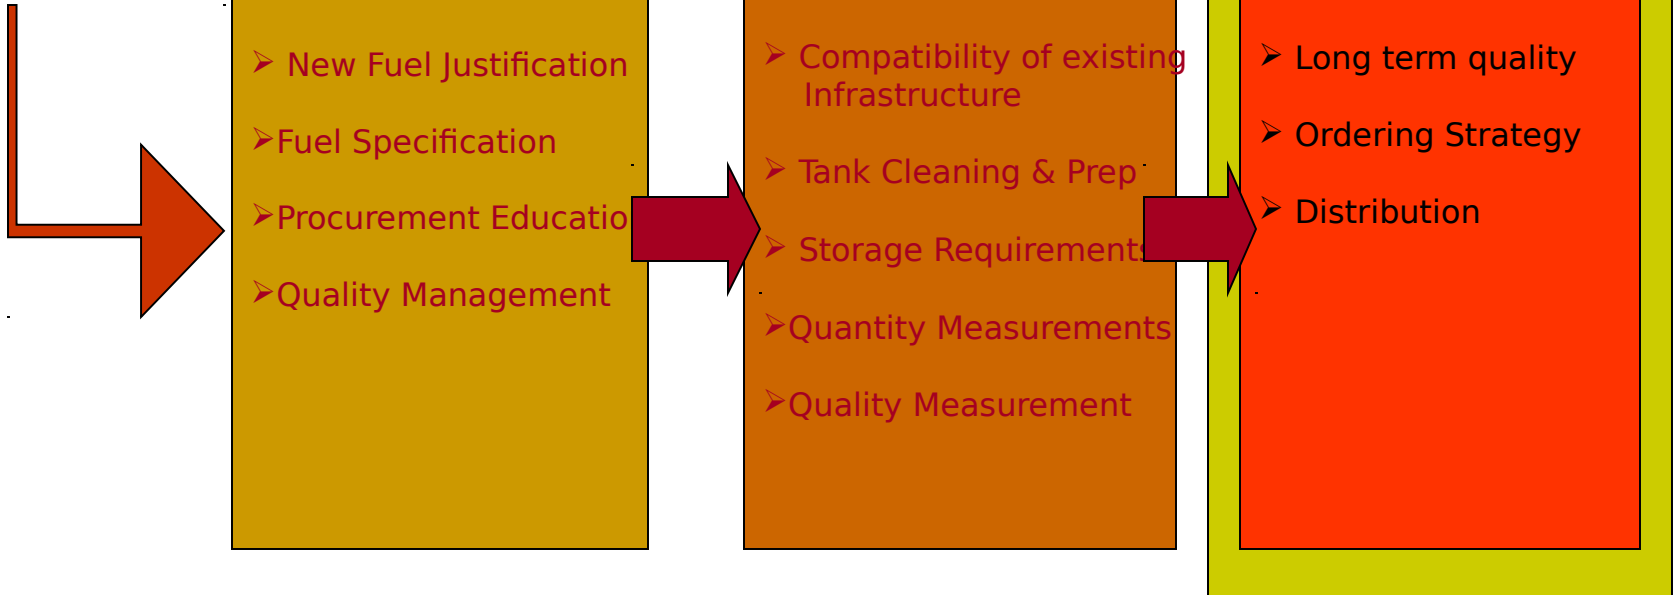 ➢ New Fuel Justification
➢Fuel Specification
➢Procurement Educatio
➢Quality Management
➢ Compatibility of existing
Infrastructure
➢ Tank Cleaning & Prep
➢ Storage Requirements
➢Quantity Measurements
➢Quality Measurement
➢ Long term quality
➢ Ordering Strategy
➢ Distribution